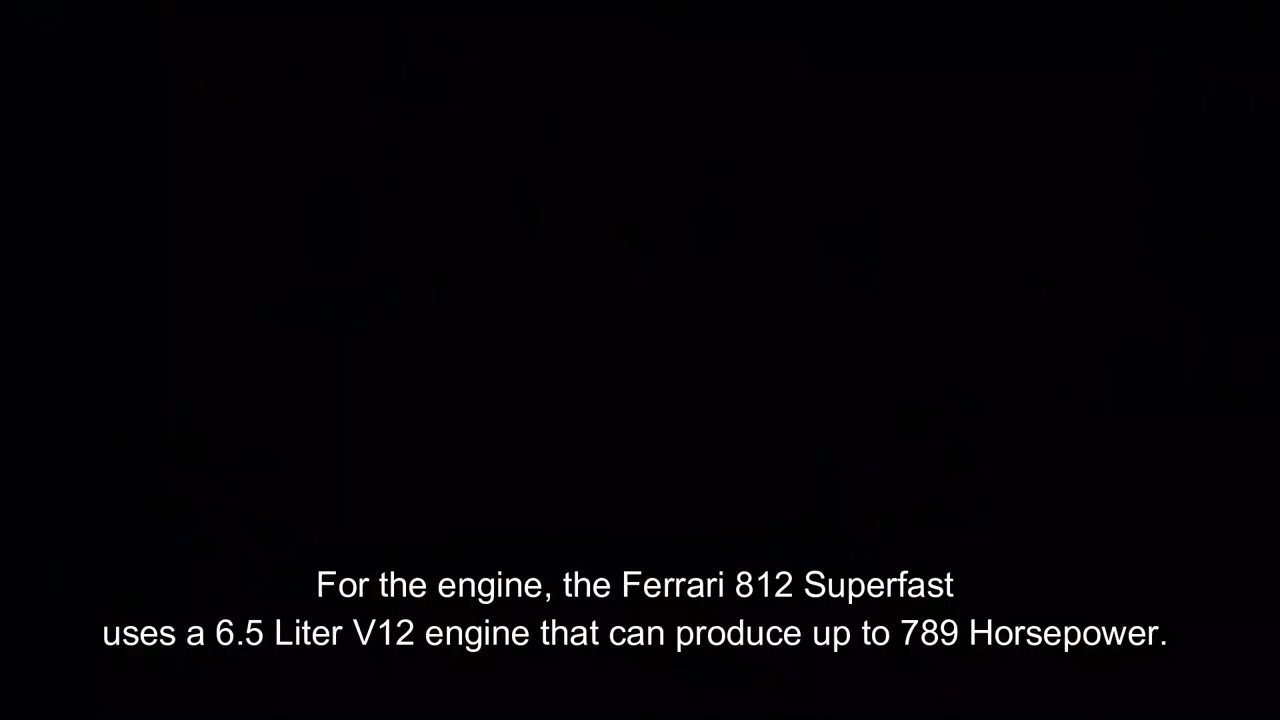 For the engine, the Ferrari 812 Superfast
uses a 6.5 Liter V12 engine that can produce up to 789 Horsepower.